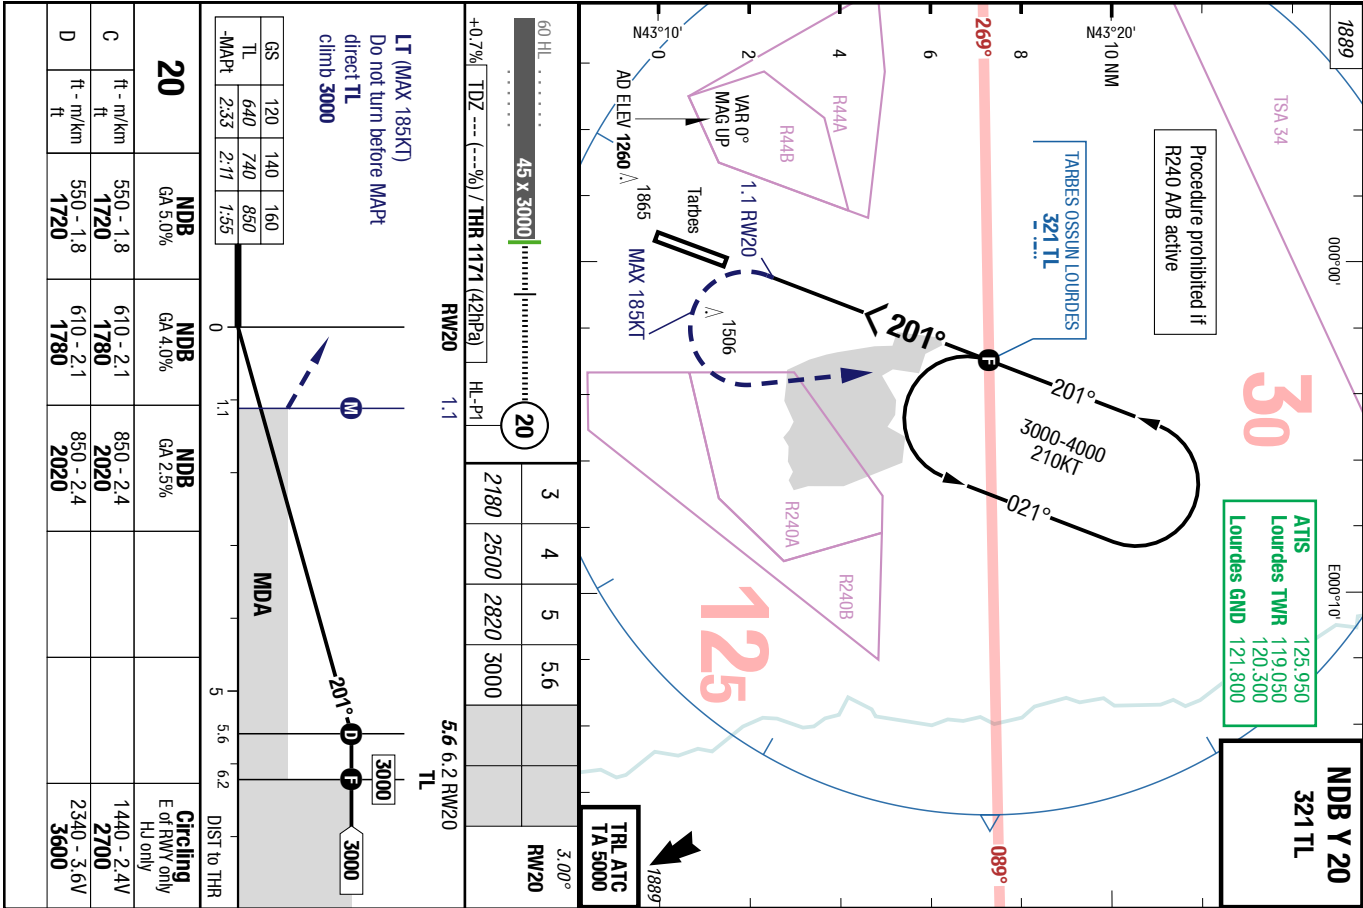 NDB Y 20
321 TL
ATIS 125.950
Lourdes TWR 119.050
120.300
Lourdes GND 121.800
1889
TSA 34
Procedure prohibited if
R240 A/B active
30
125
000°00'
E000°10'
N43°20'
N43°10'
10 NM
8
6
4
2
0
269°
089°
TARBES OSSUN LOURDES
321 TL
201°
3000-4000
210KT
021°
201°
R44A
R44B
VAR 0°
MAG UP
AD ELEV 1260
1865
Tarbes
1.1 RW20
MAX 185KT
1506
R240A
R240B
1889
TRL ATC
TA 5000
60 HL
45 x 3000
20
+0.7%
TDZ --- (---%) / THR 1171 (42hPa)
HL-P1
3 4 5 5.6
2180 2500 2820 3000
3.00°
RW20
LT (MAX 185KT)
Do not turn before MAPt
direct TL
climb 3000
RW20
1.1
5.6 6.2 RW20
TL
M
D
F
F
3000
3000
201°
MDA
GS 120 140 160
TL 640 740 850
-MAPt 2:33 2:11 1:55
0 1.1 5 5.6 6.2 DIST to THR
20
NDB
GA 5.0%
NDB
GA 4.0%
NDB
GA 2.5%
Circling
E of RWY only
HJ only
C ft - m/km 550 - 1.8 610 - 2.1 850 - 2.4 1440 - 2.4V
ft 1720 1780 2020 2700
D ft - m/km 550 - 1.8 610 - 2.1 850 - 2.4 2340 - 3.6V
ft 1720 1780 2020 3600